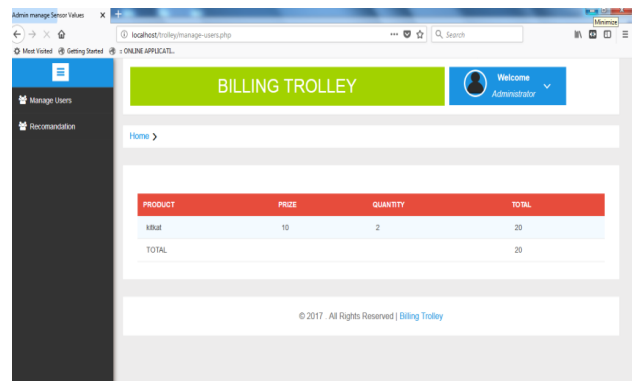 Admin manage Sensor Values
Minimize
localhost/trolley/manage-users.php
Search
Most Visited Getting Started : ONLINE APPLICATI...
BILLING TROLLEY
Welcome
Administrator
Manage Users
Recomandation
Home
PRODUCT PRIZE QUANTITY TOTAL
kitkat 10 2 20
TOTAL 20
© 2017 . All Rights Reserved | Billing Trolley